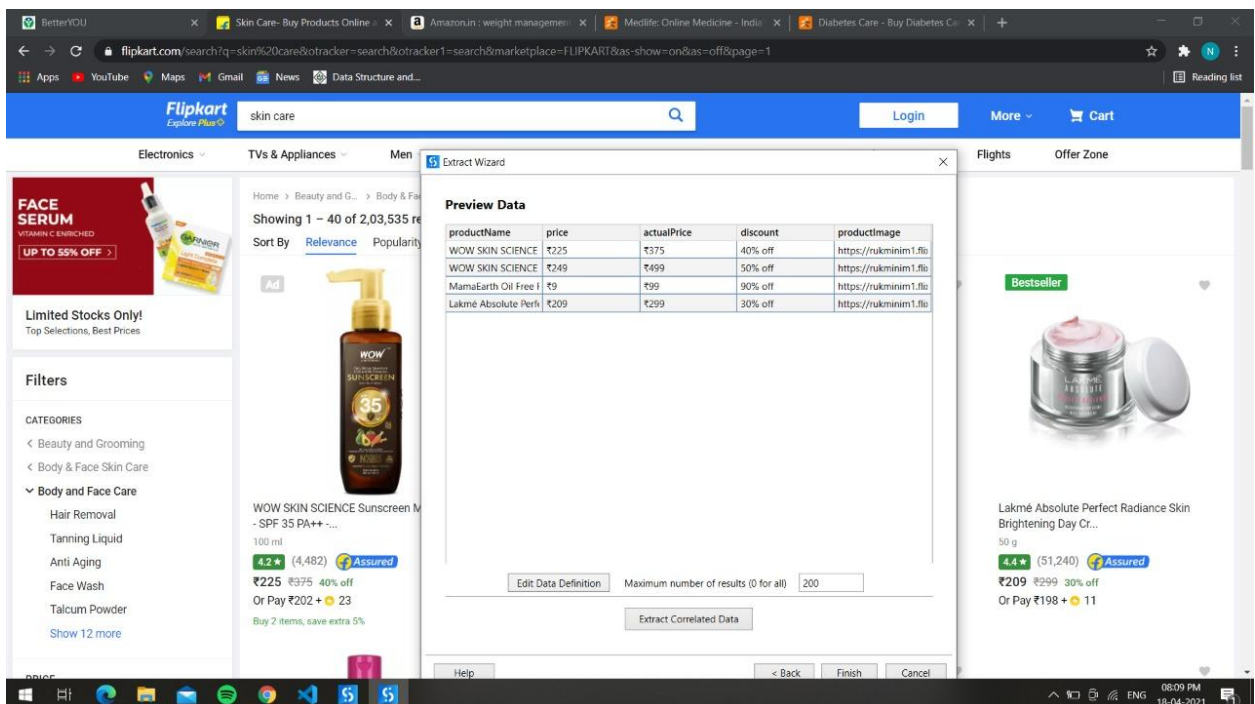 BetterYOU
Skin Care- Buy Products Online
Amazon.in : weight management
Medlife: Online Medicine - India
Diabetes Care - Buy Diabetes Ca
flipkart.com/search?q=skin%20care&otracker=search&otracker1=search&marketplace=FLIPKART&as-show=on&as=off&page=1
Apps YouTube Maps Gmail News Data Structure and...
Reading list
Flipkart
Explore Plus
skin care
Login More Cart
Electronics TVs & Appliances Men Flights Offer Zone
FACE
SERUM
VITAMIN C ENRICHED
UP TO 55% OFF >
GARNIER
Limited Stocks Only!
Top Selections, Best Prices
Filters
CATEGORIES
Beauty and Grooming
Body & Face Skin Care
Body and Face Care
Hair Removal
Tanning Liquid
Anti Aging
Face Wash
Talcum Powder
Show 12 more
PRICE
Home > Beauty and G... > Body & Fa
Showing 1 – 40 of 2,03,535 re
Sort By Relevance Popularity
Ad
WOW
SUNSCREEN
35
WOW SKIN SCIENCE Sunscreen M
- SPF 35 PA++ -...
100 ml
4.2★ (4,482) Assured
₹225 ₹375 40% off
Or Pay ₹202 + 23
Buy 2 items, save extra 5%
Extract Wizard
Preview Data
productName price actualPrice discount productImage
WOW SKIN SCIENCE ₹225 ₹375 40% off https://rukminim1.flib
WOW SKIN SCIENCE ₹249 ₹499 50% off https://rukminim1.flib
MamaEarth Oil Free F ₹9 ₹99 90% off https://rukminim1.flib
Lakmé Absolute Perfe ₹209 ₹299 30% off https://rukminim1.flib
Edit Data Definition Maximum number of results (0 for all) 200
Extract Correlated Data
Help < Back Finish Cancel
Bestseller
LAKMÉ
ABSOLUTE
Lakmé Absolute Perfect Radiance Skin
Brightening Day Cr...
50 g
4.4★ (51,240) Assured
₹209 ₹299 30% off
Or Pay ₹198 + 11
ENG
08:09 PM
18-04-2021